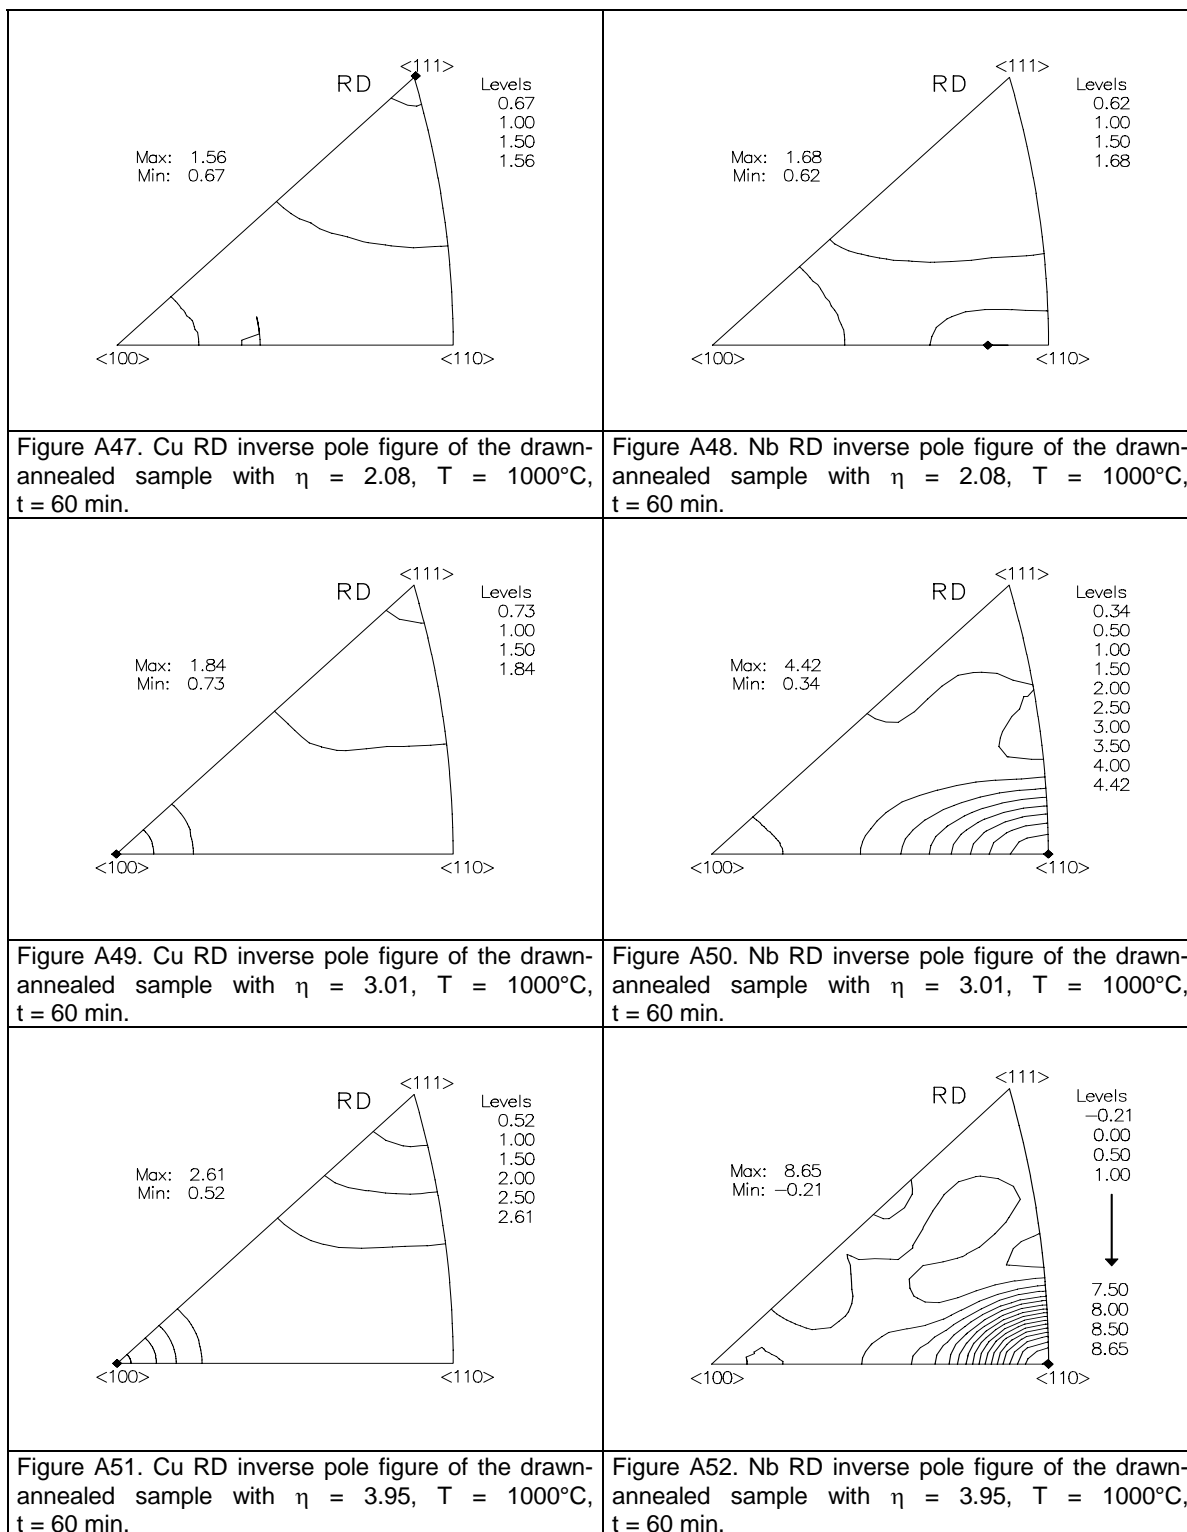 <111>
RD
Levels
0.67
1.00
1.50
1.56
Max: 1.56
Min: 0.67
<100>
<110>
Figure A47. Cu RD inverse pole figure of the drawn-
annealed sample with η = 2.08, T = 1000°C,
t = 60 min.
<111>
RD
Levels
0.62
1.00
1.50
1.68
Max: 1.68
Min: 0.62
<100>
<110>
Figure A48. Nb RD inverse pole figure of the drawn-
annealed sample with η = 2.08, T = 1000°C,
t = 60 min.
<111>
RD
Levels
0.73
1.00
1.50
1.84
Max: 1.84
Min: 0.73
<100>
<110>
Figure A49. Cu RD inverse pole figure of the drawn-
annealed sample with η = 3.01, T = 1000°C,
t = 60 min.
<111>
RD
Levels
0.34
0.50
1.00
1.50
2.00
2.50
3.00
3.50
4.00
4.42
Max: 4.42
Min: 0.34
<100>
<110>
Figure A50. Nb RD inverse pole figure of the drawn-
annealed sample with η = 3.01, T = 1000°C,
t = 60 min.
<111>
RD
Levels
0.52
1.00
1.50
2.00
2.50
2.61
Max: 2.61
Min: 0.52
<100>
<110>
Figure A51. Cu RD inverse pole figure of the drawn-
annealed sample with η = 3.95, T = 1000°C,
t = 60 min.
<111>
RD
Levels
−0.21
0.00
0.50
1.00
7.50
8.00
8.50
8.65
Max: 8.65
Min: −0.21
<100>
<110>
Figure A52. Nb RD inverse pole figure of the drawn-
annealed sample with η = 3.95, T = 1000°C,
t = 60 min.